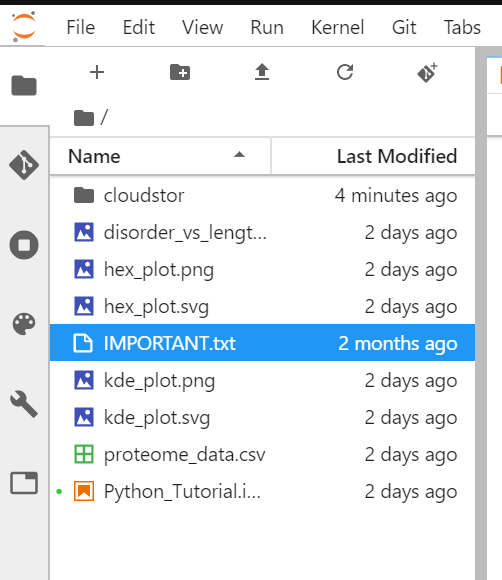 File Edit View Run Kernel Git Tabs
/
Name Last Modified
cloudstor 4 minutes ago
disorder_vs_lengt... 2 days ago
hex_plot.png 2 days ago
hex_plot.svg 2 days ago
IMPORTANT.txt 2 months ago
kde_plot.png 2 days ago
kde_plot.svg 2 days ago
proteome_data.csv 2 days ago
Python_Tutorial.i... 2 days ago